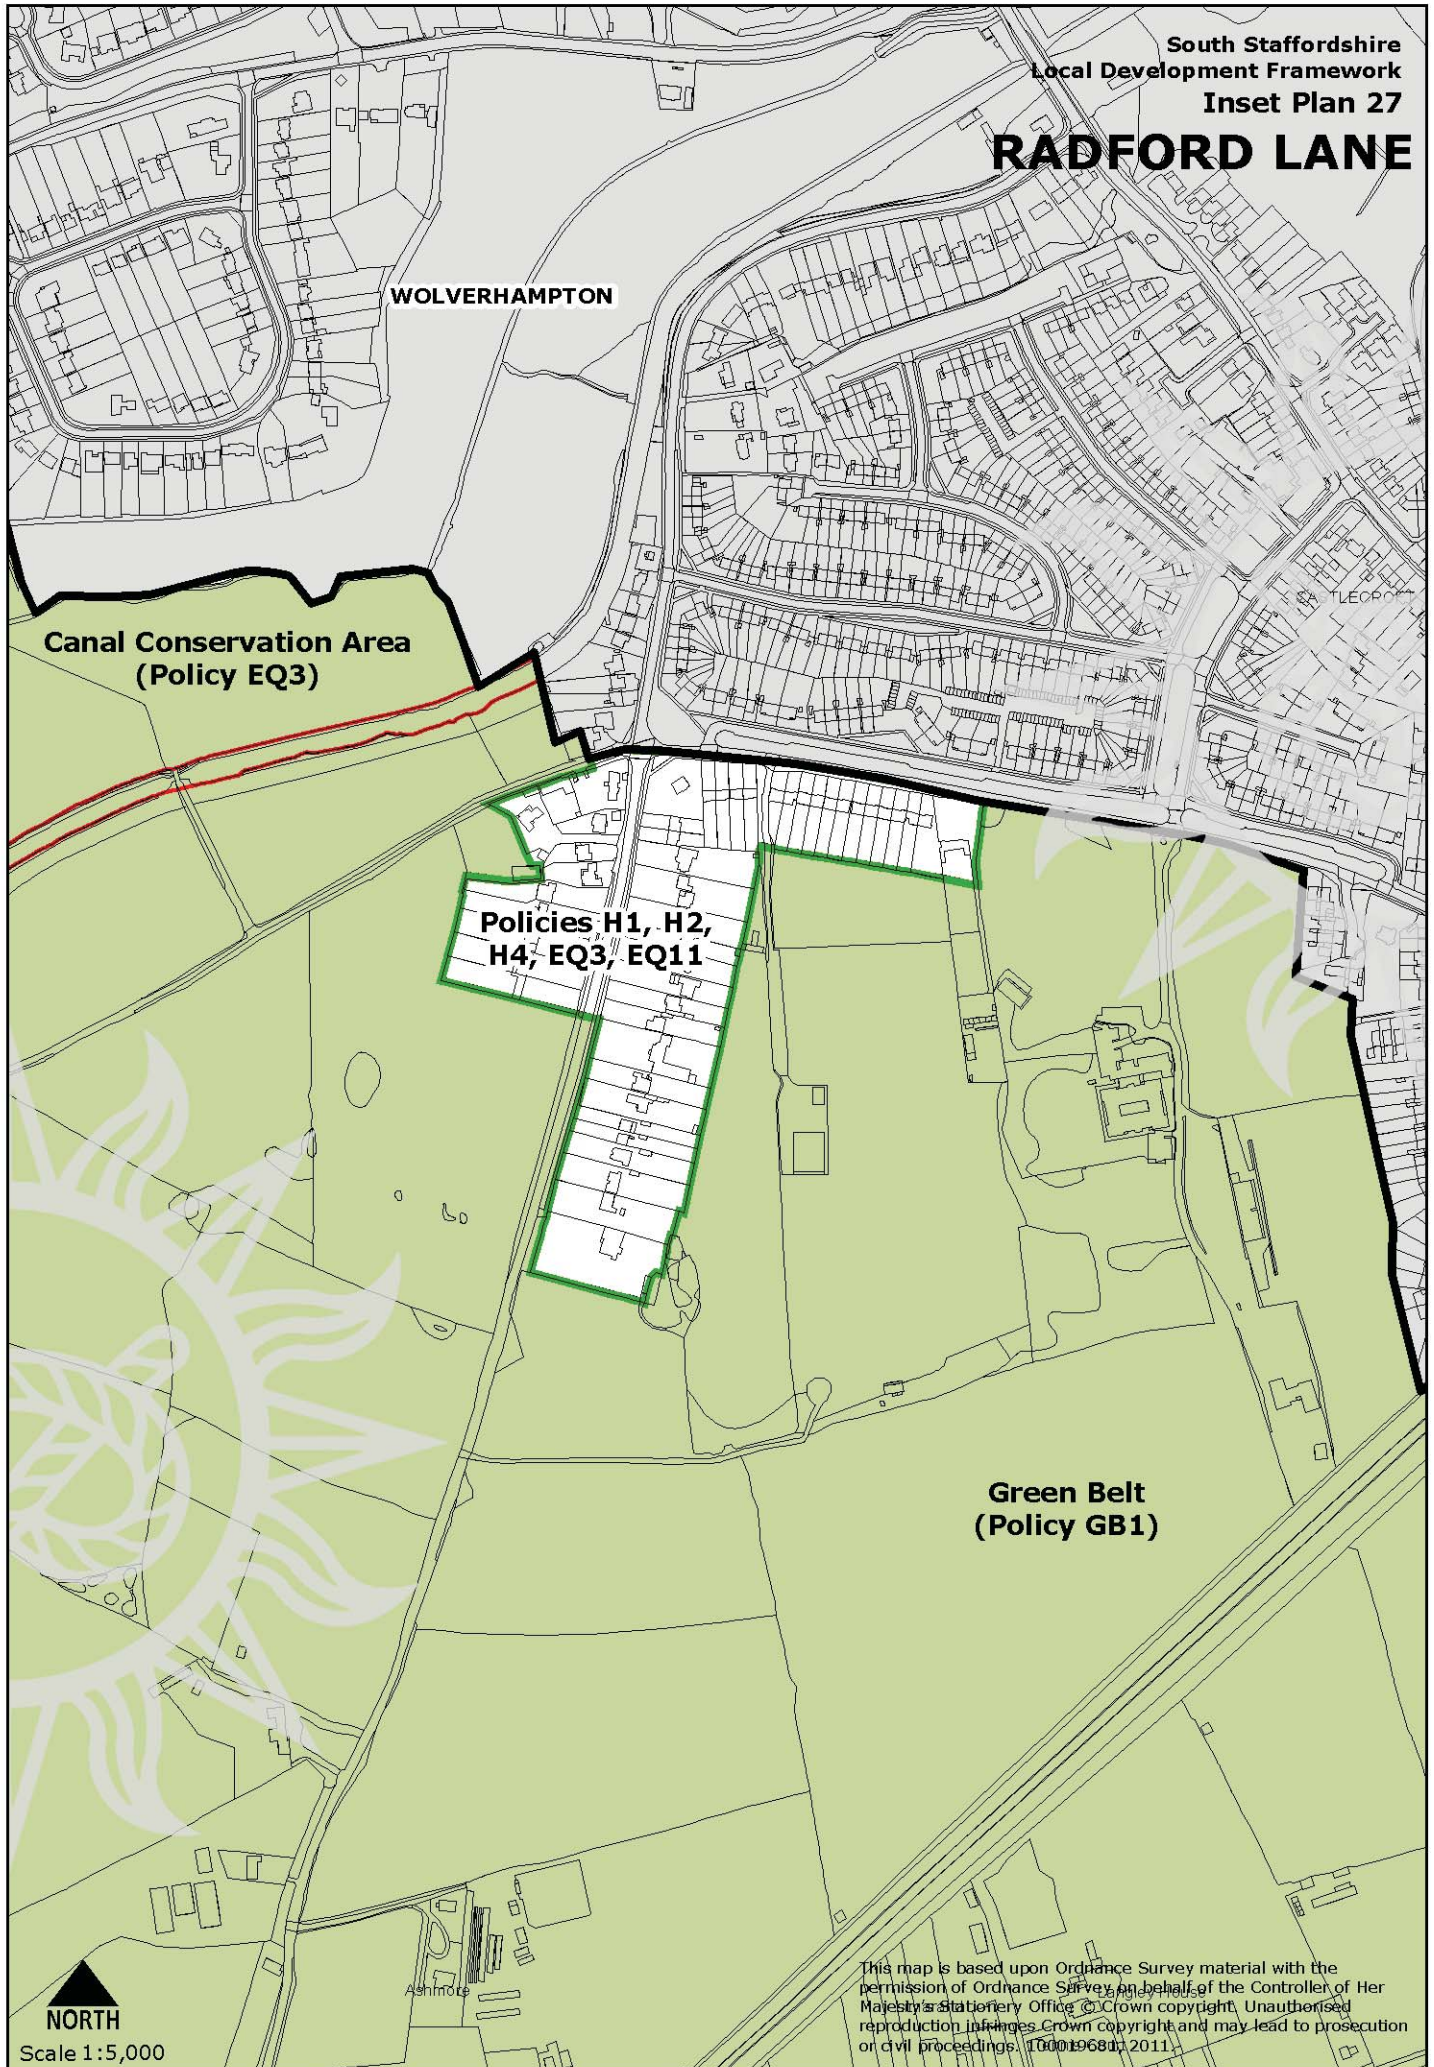 South Staffordshire
Local Development Framework
Inset Plan 27
RADFORD LANE
WOLVERHAMPTON
CASTLECROFT
Canal Conservation Area
(Policy EQ3)
Policies H1, H2,
H4, EQ3, EQ11
Green Belt
(Policy GB1)
Ashmore
Langley House
This map is based upon Ordnance Survey material with the
permission of Ordnance Survey on behalf of the Controller of Her
Majesty's Stationery Office © Crown copyright. Unauthorised
reproduction infringes Crown copyright and may lead to prosecution
or civil proceedings. 100019681, 2011.
NORTH
Scale 1:5,000